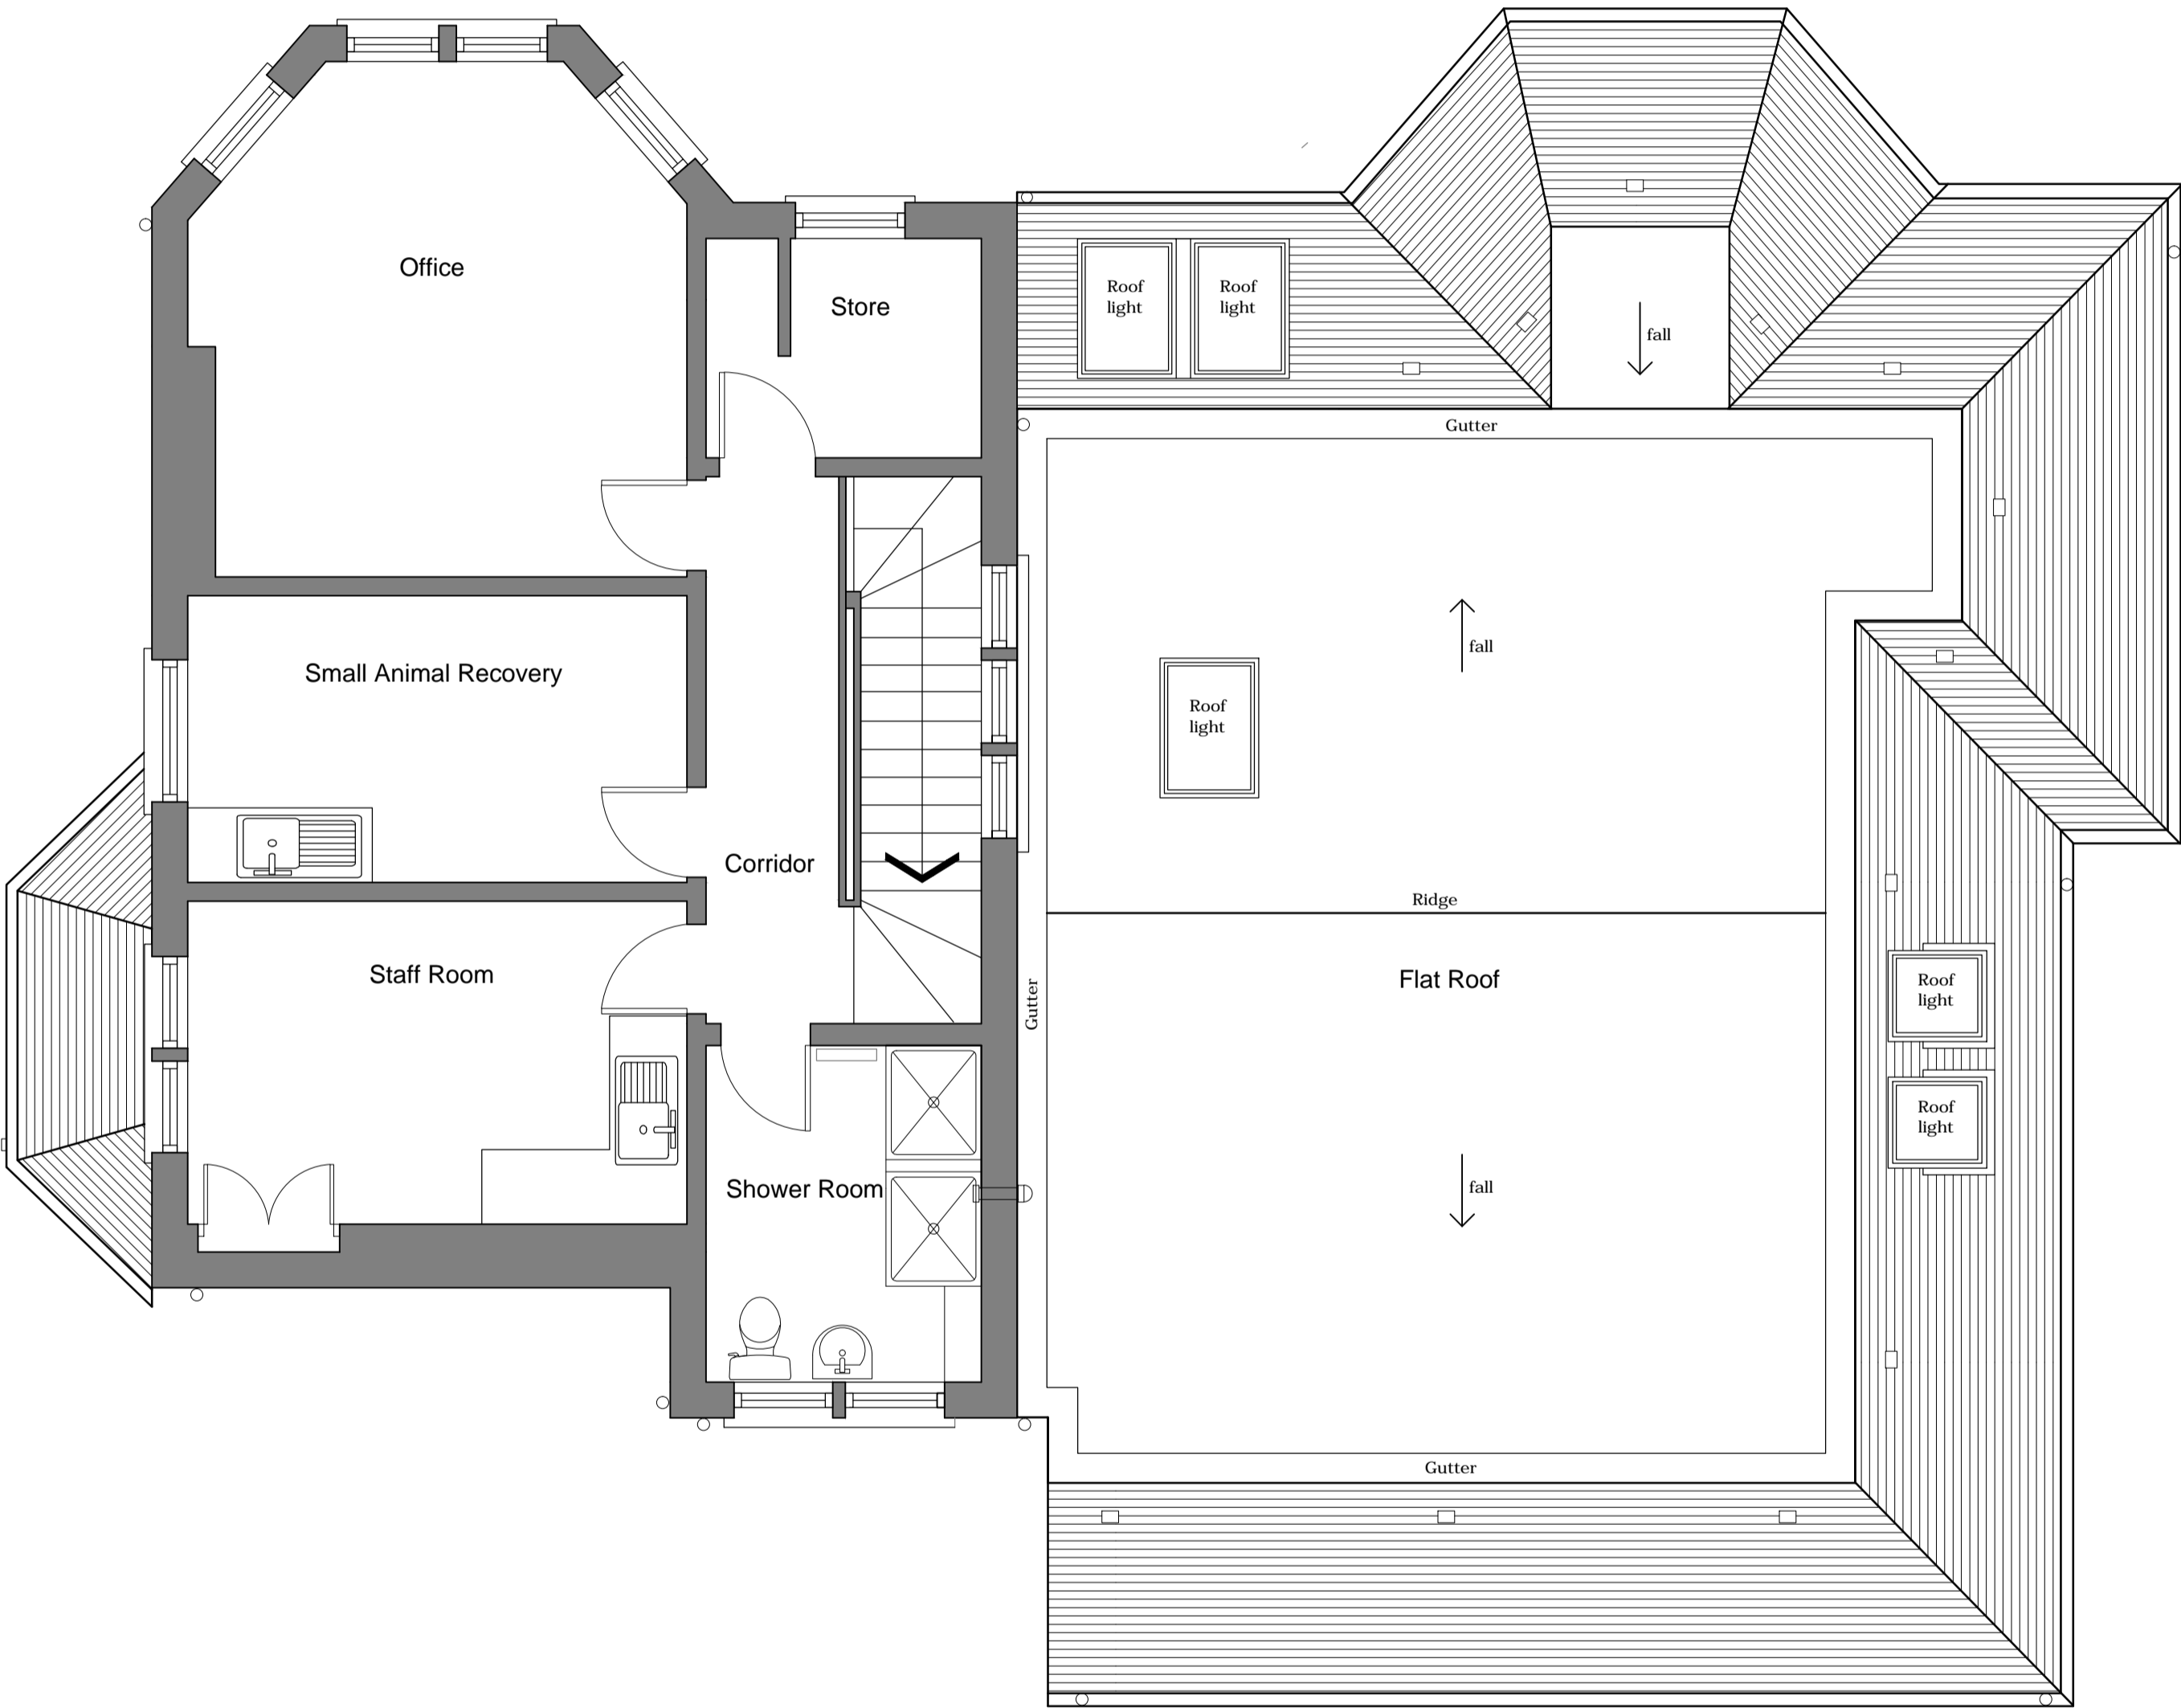 Office
Store
Roof
light
Roof
light
fall
Gutter
fall
Small Animal Recovery
Roof
light
Corridor
Ridge
Staff Room
Flat Roof
Gutter
Roof
light
Roof
light
Shower Room
fall
Gutter